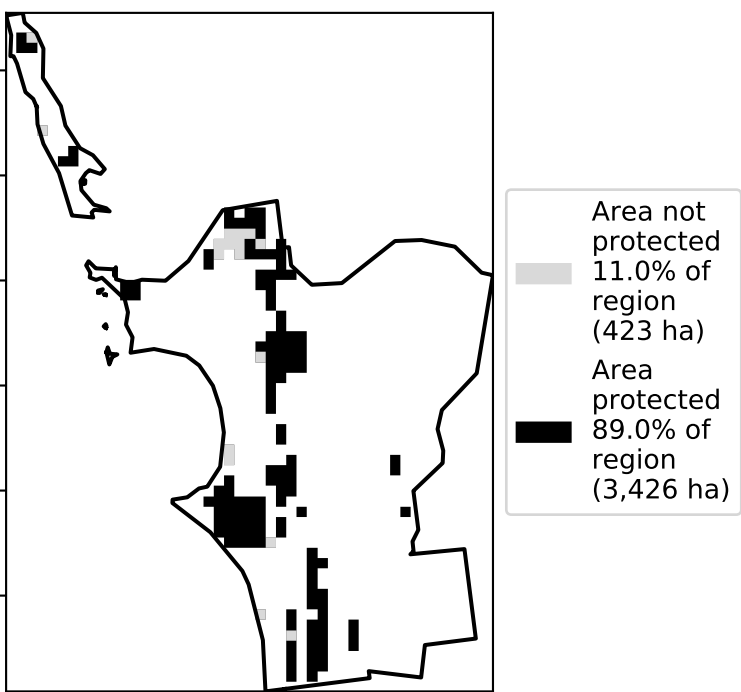 Area not
protected
11.0% of
region
(423 ha)
Area
protected
89.0% of
region
(3,426 ha)